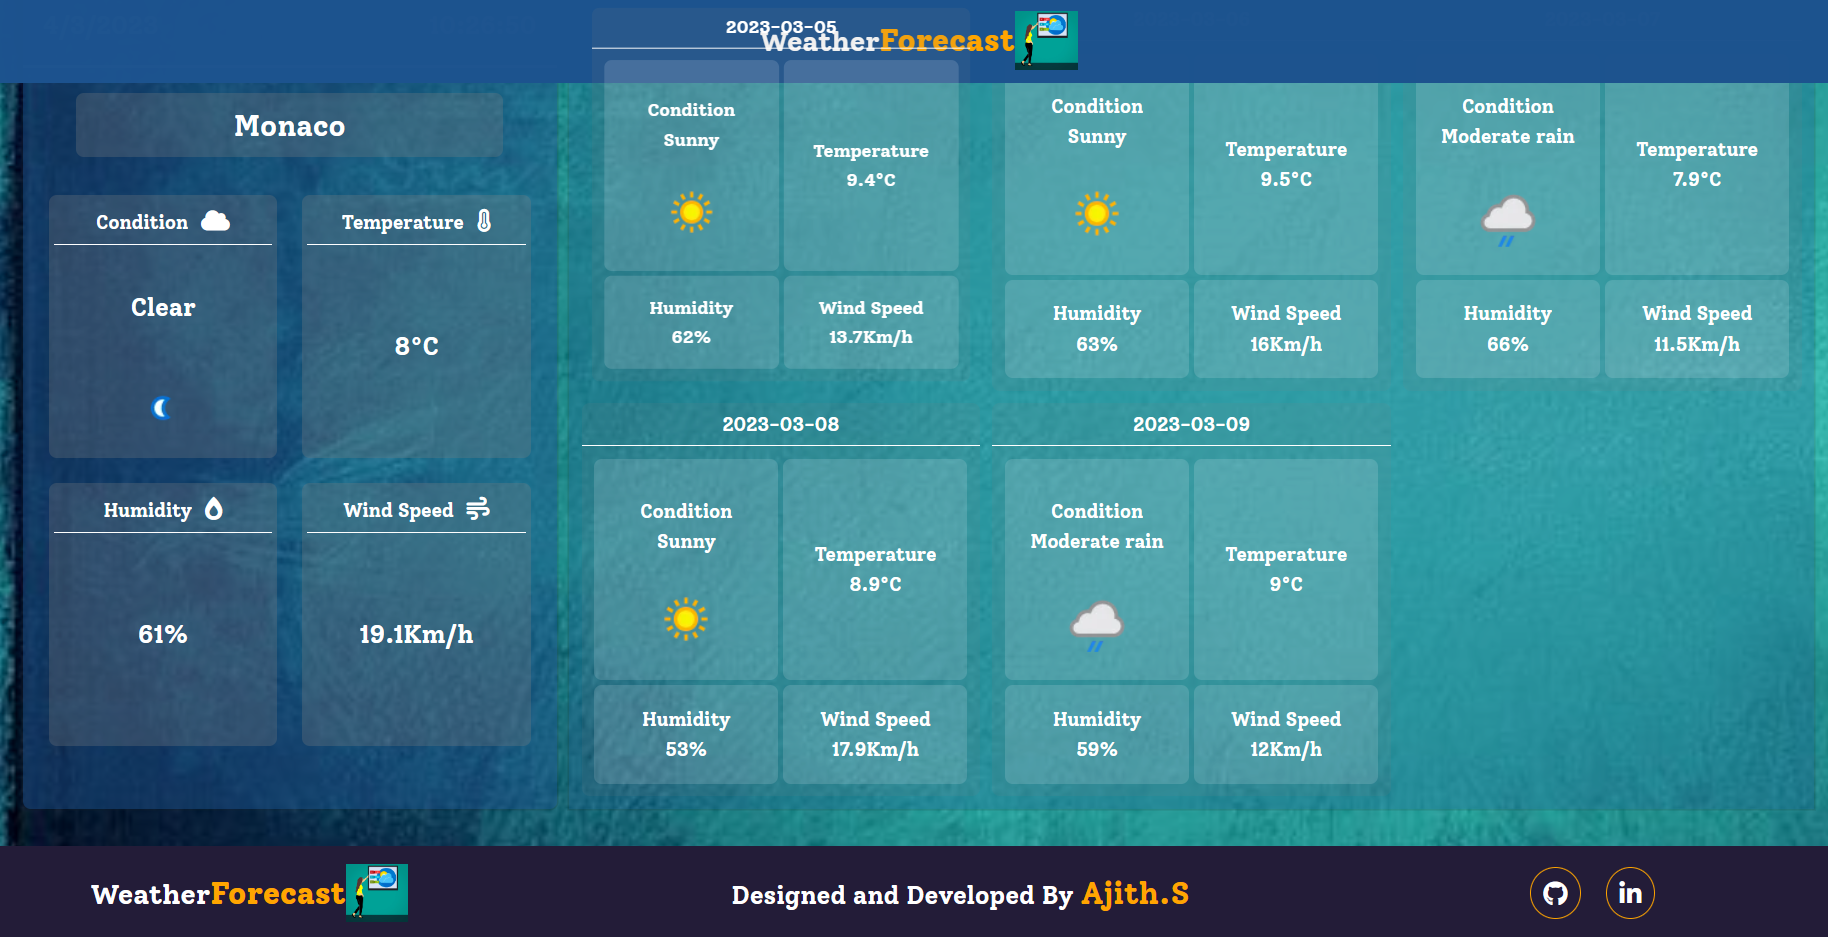 2023-03-05
WeatherForecast
Monaco
Condition
Clear
Temperature
8°C
Humidity
61%
Wind Speed
19.1Km/h
Condition
Sunny
Temperature
9.4°C
Humidity
62%
Wind Speed
13.7Km/h
Condition
Sunny
Temperature
9.5°C
Humidity
63%
Wind Speed
16Km/h
Condition
Moderate rain
Temperature
7.9°C
Humidity
66%
Wind Speed
11.5Km/h
2023-03-08
Condition
Sunny
Temperature
8.9°C
Humidity
53%
Wind Speed
17.9Km/h
2023-03-09
Condition
Moderate rain
Temperature
9°C
Humidity
59%
Wind Speed
12Km/h
WeatherForecast
Designed and Developed By Ajith.S
in